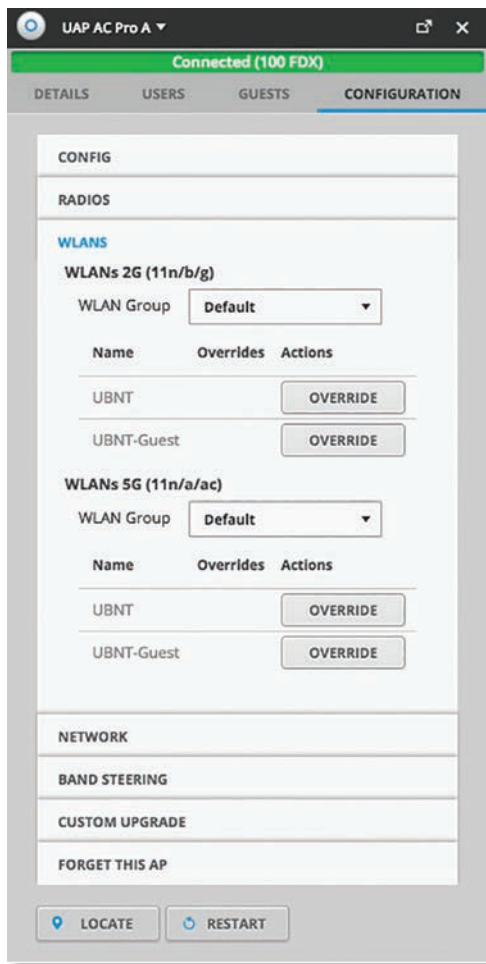 UAP AC Pro A
Connected (100 FDX)
DETAILS USERS GUESTS CONFIGURATION
CONFIG
RADIOS
WLANS
WLANs 2G (11n/b/g)
WLAN Group Default
Name Overrides Actions
UBNT OVERRIDE
UBNT-Guest OVERRIDE
WLANs 5G (11n/a/ac)
WLAN Group Default
Name Overrides Actions
UBNT OVERRIDE
UBNT-Guest OVERRIDE
NETWORK
BAND STEERING
CUSTOM UPGRADE
FORGET THIS AP
LOCATE RESTART